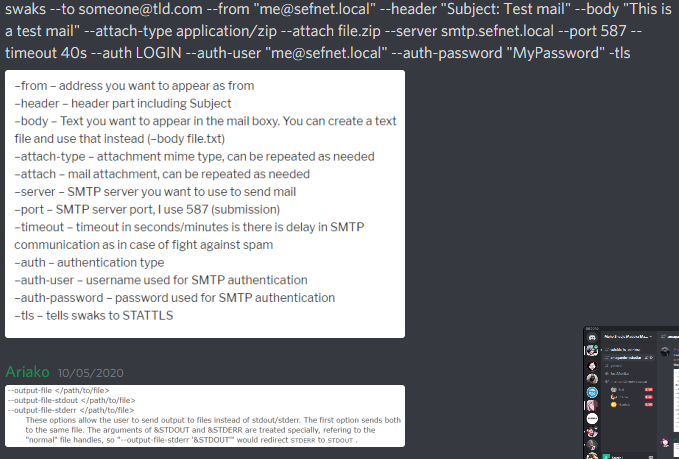 swaks --to someone@tld.com --from "me@sefnet.local" --header "Subject: Test mail" --body "This is
a test mail" --attach-type application/zip --attach file.zip --server smtp.sefnet.local --port 587 --
timeout 40s --auth LOGIN --auth-user "me@sefnet.local" --auth-password "MyPassword" -tls
–from – address you want to appear as from
–header – header part including Subject
–body – Text you want to appear in the mail boxy. You can create a text
file and use that instead (–body file.txt)
–attach-type – attachment mime type, can be repeated as needed
–attach – mail attachment, can be repeated as needed
–server – SMTP server you want to use to send mail
–port – SMTP server port, I use 587 (submission)
–timeout – timeout in seconds/minutes is there is delay in SMTP
communication as in case of fight against spam
–auth – authentication type
–auth-user – username used for SMTP authentication
–auth-password – password used for SMTP authentication
–tls – tells swaks to STATTLS
Ariako 10/05/2020
--output-file </path/to/file>
--output-file-stdout </path/to/file>
--output-file-stderr </path/to/file>
These options allow the user to send output to files instead of stdout/stderr. The first option sends both
to the same file. The arguments of &STDOUT and &STDERR are treated specially, refering to the
"normal" file handles, so "--output-file-stderr '&STDOUT'" would redirect STDERR to STDOUT .